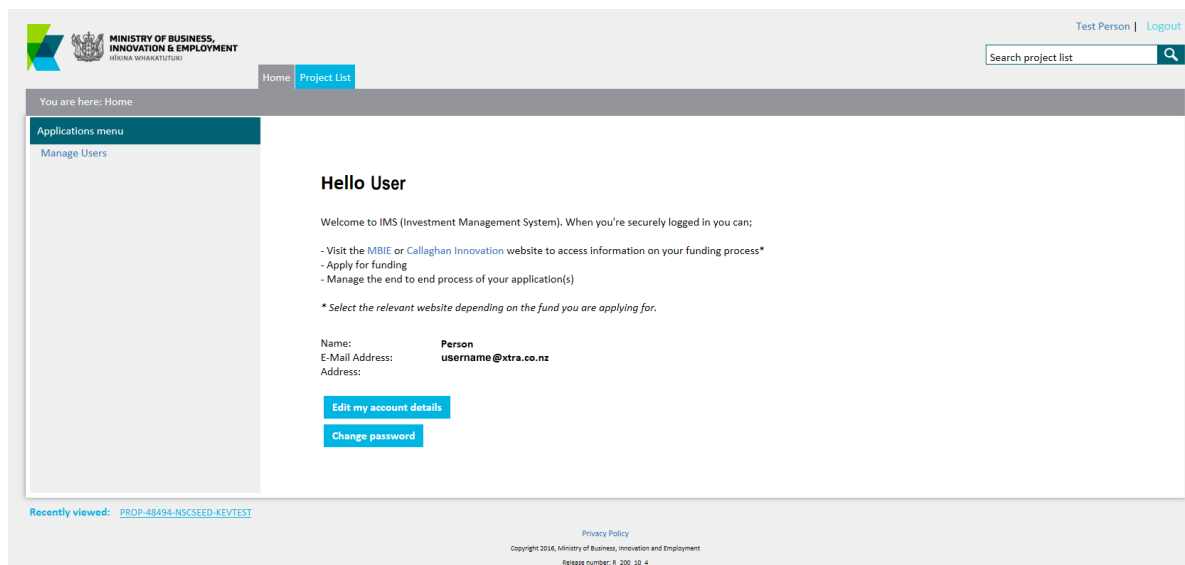 Test Person | Logout
MINISTRY OF BUSINESS,
INNOVATION & EMPLOYMENT
HĪKINA WHAKATUTUKI
Search project list
Home Project List
You are here: Home
Applications menu
Manage Users
Hello User
Welcome to IMS (Investment Management System). When you're securely logged in you can;
- Visit the MBIE or Callaghan Innovation website to access information on your funding process*
- Apply for funding
- Manage the end to end process of your application(s)
* Select the relevant website depending on the fund you are applying for.
Name: Person
E-Mail Address: username@xtra.co.nz
Address:
Edit my account details
Change password
Recently viewed: PROP-48494-NSCSEED-KEVTEST
Privacy Policy
Copyright 2016, Ministry of Business, Innovation and Employment
Release number: R_200_10_4